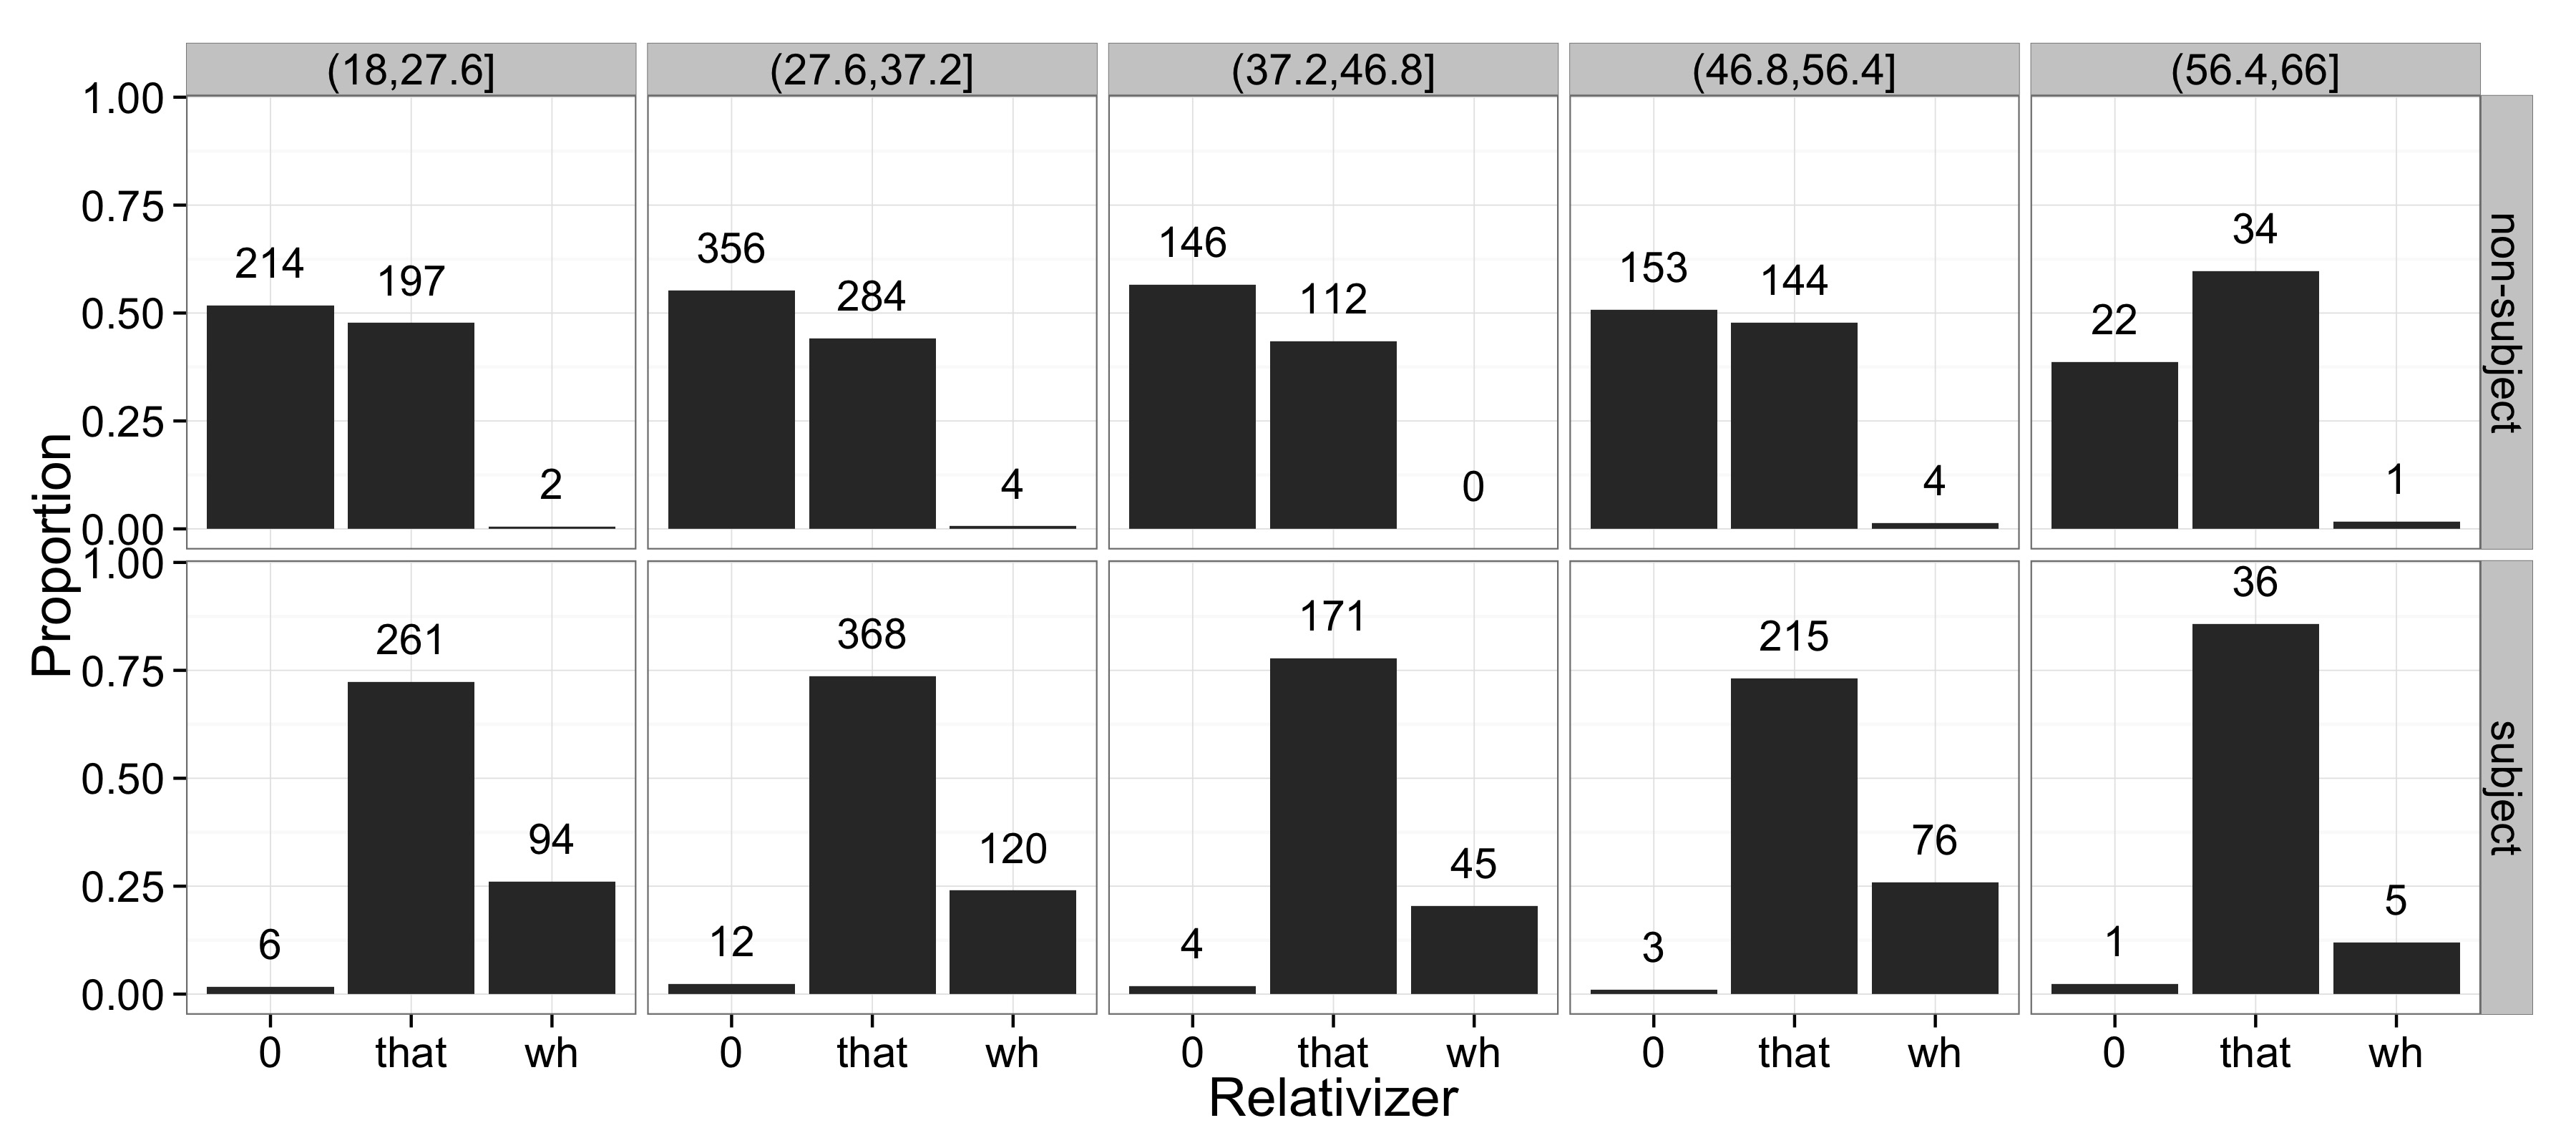 (18,27.6] (27.6,37.2] (37.2,46.8] (46.8,56.4] (56.4,66]
Proportion
1.00
0.75
0.50
0.25
0.00
214 197 2
356 284 4
146 112 0
153 144 4
22 34 1
non-subject
1.00
0.75
0.50
0.25
0.00
6 261 94
12 368 120
4 171 45
3 215 76
1 36 5
subject
0 that wh 0 that wh 0 that wh 0 that wh 0 that wh
Relativizer